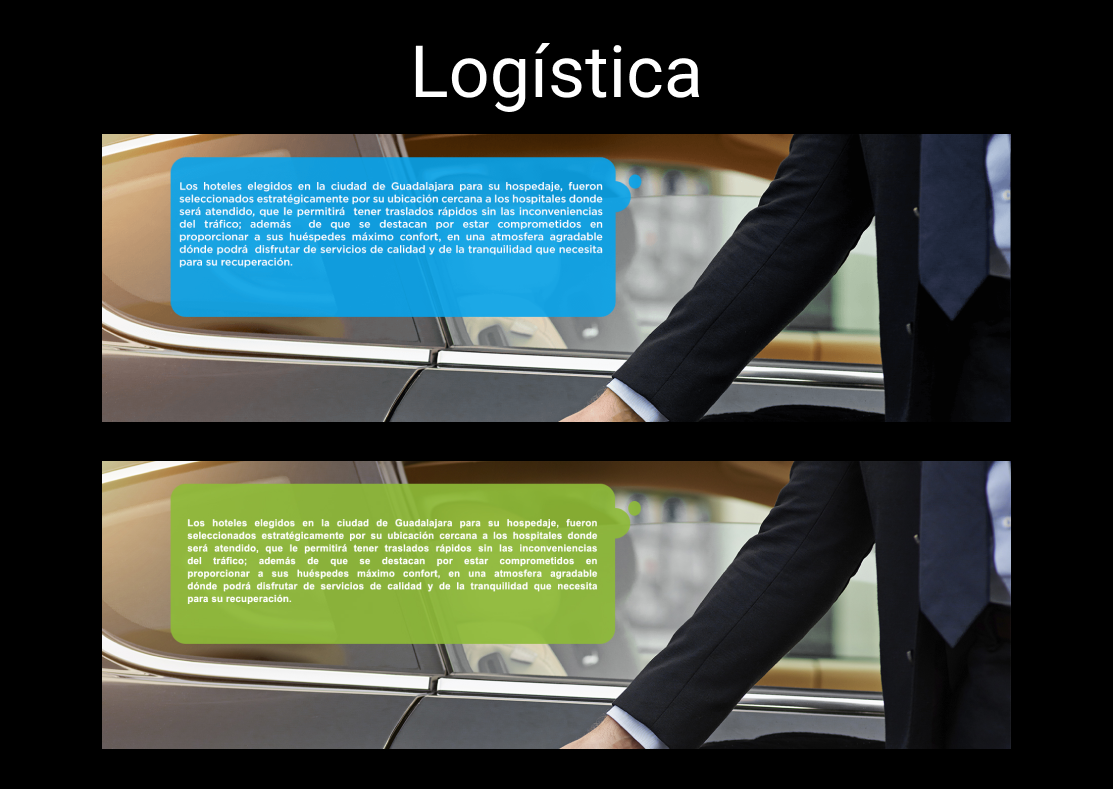 Logística
Los hoteles elegidos en la ciudad de Guadalajara para su hospedaje, fueron
seleccionados estratégicamente por su ubicación cercana a los hospitales donde
será atendido, que le permitirá tener traslados rápidos sin las inconveniencias
del tráfico; además de que se destacan por estar comprometidos en
proporcionar a sus huéspedes máximo confort, en una atmosfera agradable
dónde podrá disfrutar de servicios de calidad y de la tranquilidad que necesita
para su recuperación.
Los hoteles elegidos en la ciudad de Guadalajara para su hospedaje, fueron
seleccionados estratégicamente por su ubicación cercana a los hospitales donde
será atendido, que le permitirá tener traslados rápidos sin las inconveniencias
del tráfico; además de que se destacan por estar comprometidos en
proporcionar a sus huéspedes máximo confort, en una atmosfera agradable
dónde podrá disfrutar de servicios de calidad y de la tranquilidad que necesita
para su recuperación.